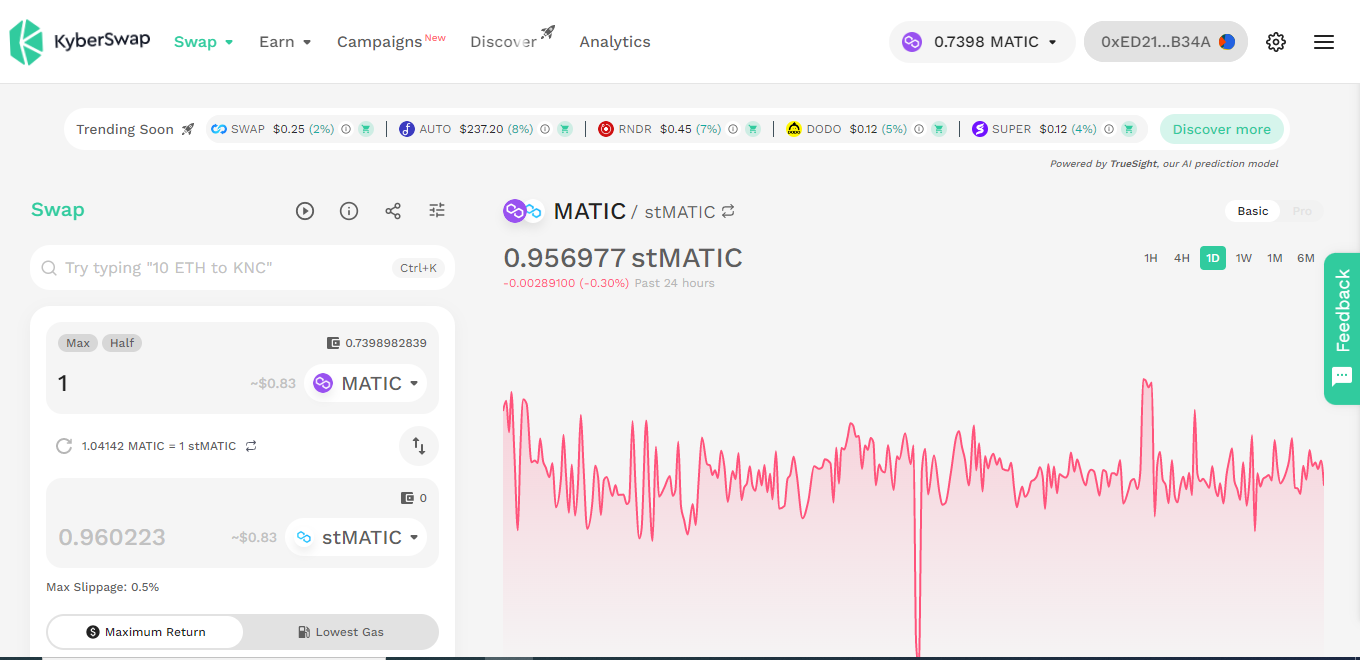 KyberSwap Swap Earn Campaigns New Discover Analytics 0.7398 MATIC 0xED21...B34A
Trending Soon SWAP $0.25 (2%) AUTO $237.20 (8%) RNDR $0.45 (7%) DODO $0.12 (5%) SUPER $0.12 (4%) Discover more
Powered by TrueSight, our AI prediction model
Swap
MATIC / stMATIC
Basic Pro
0.956977 stMATIC
1H 4H 1D 1W 1M 6M
-0.00289100 (-0.30%) Past 24 hours
Try typing "10 ETH to KNC" Ctrl+K
Max Half 0.7398982839
1 ~$0.83 MATIC
1.04142 MATIC = 1 stMATIC
0
0.960223 ~$0.83 stMATIC
Max Slippage: 0.5%
Maximum Return Lowest Gas
Feedback